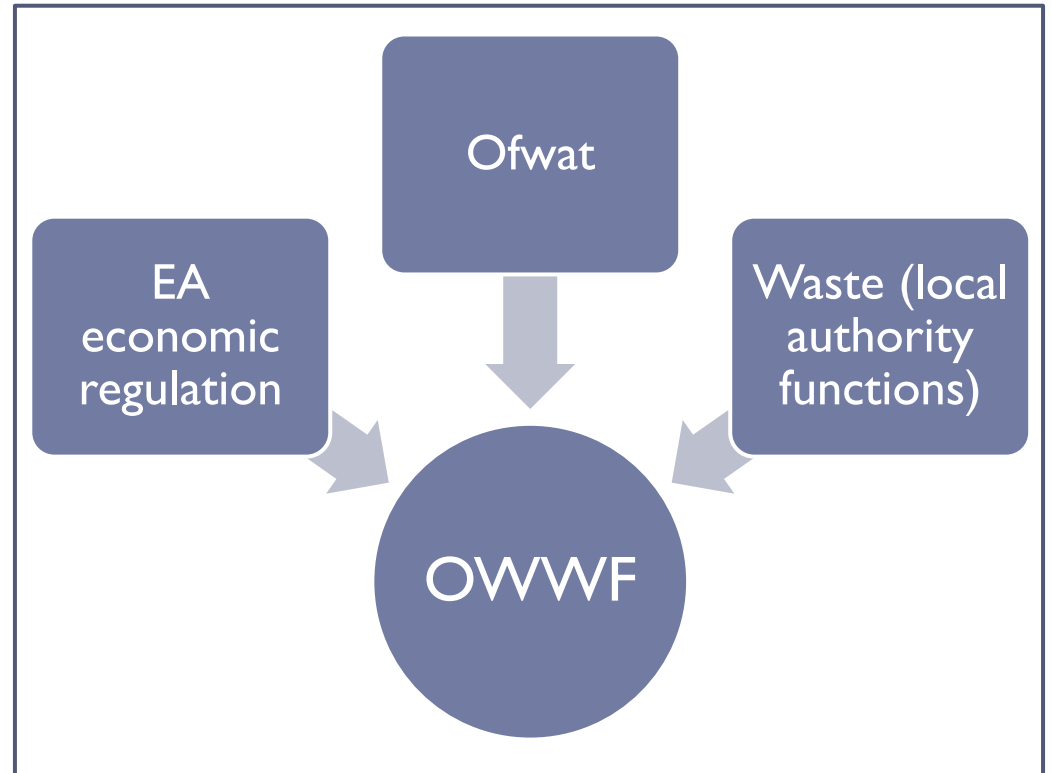 Ofwat
EA
economic
regulation
Waste (local
authority
functions)
OWWF